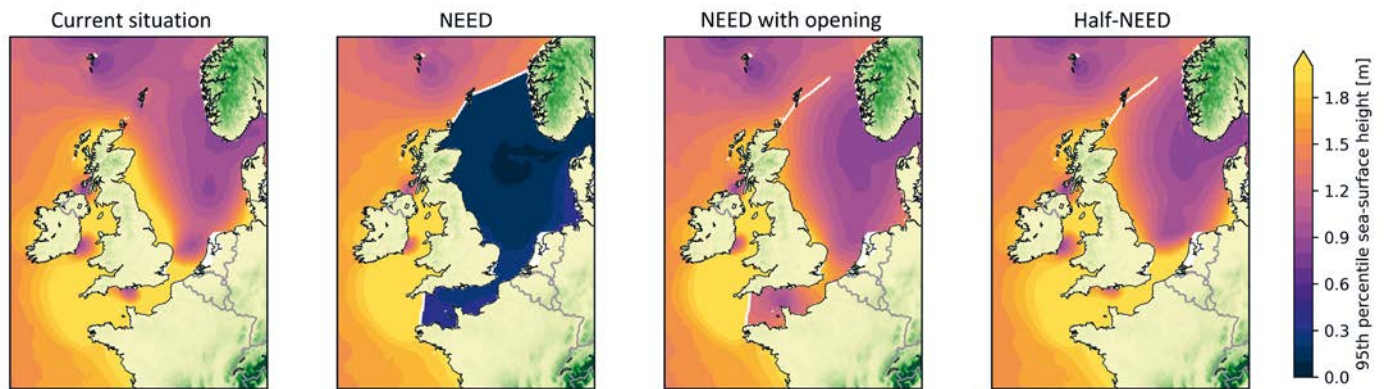 Current situation
NEED
NEED with opening
Half-NEED
1.8
1.5
1.2
0.9
0.6
0.3
0.0
95th percentile sea-surface height [m]